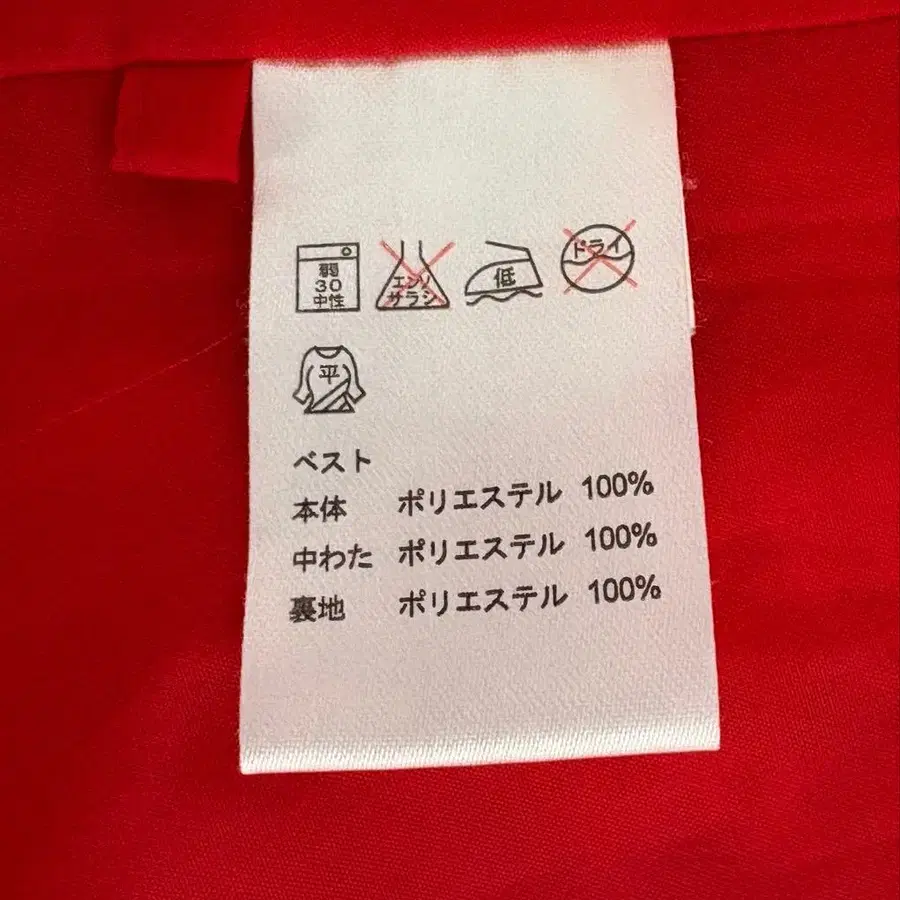 弱
30
中性
エンソ
サラシ
低
ドライ
平
ベスト
本体 ポリエステル 100%
中わた ポリエステル 100%
裏地 ポリエステル 100%